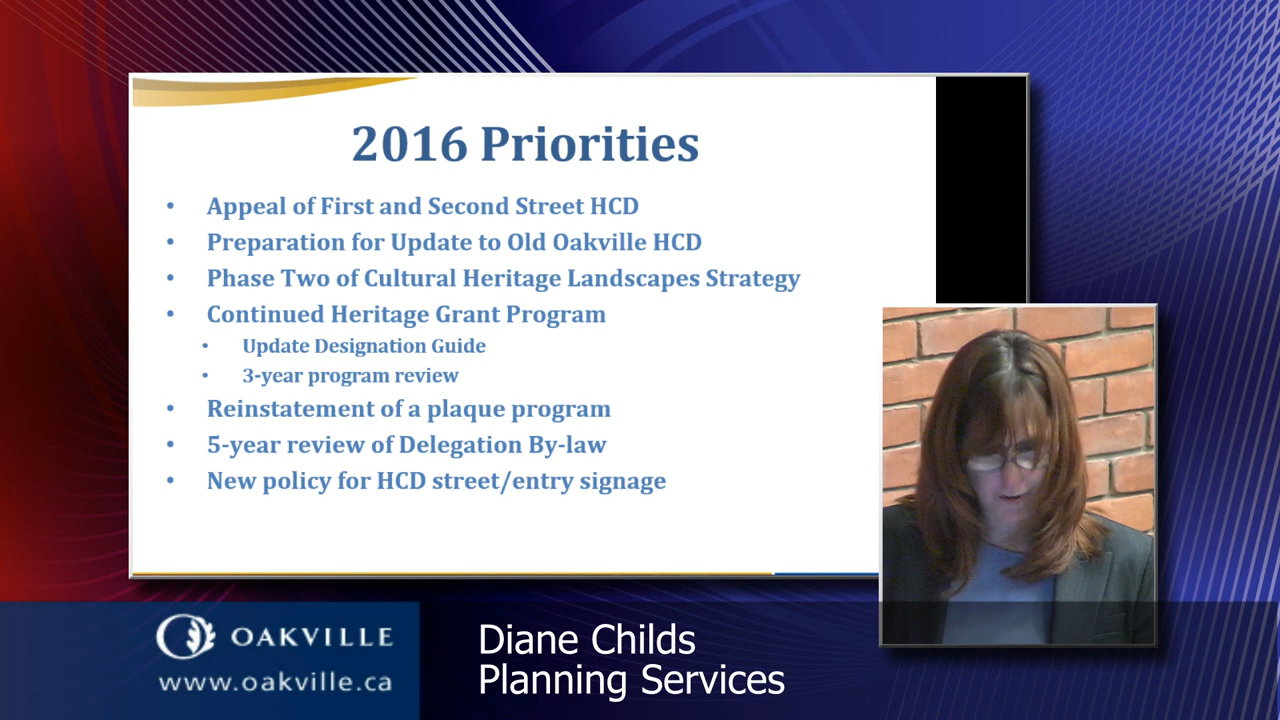 2016 Priorities
• Appeal of First and Second Street HCD
• Preparation for Update to Old Oakville HCD
• Phase Two of Cultural Heritage Landscapes Strategy
• Continued Heritage Grant Program
• Update Designation Guide
• 3-year program review
• Reinstatement of a plaque program
• 5-year review of Delegation By-law
• New policy for HCD street/entry signage
OAKVILLE
www.oakville.ca
Diane Childs
Planning Services